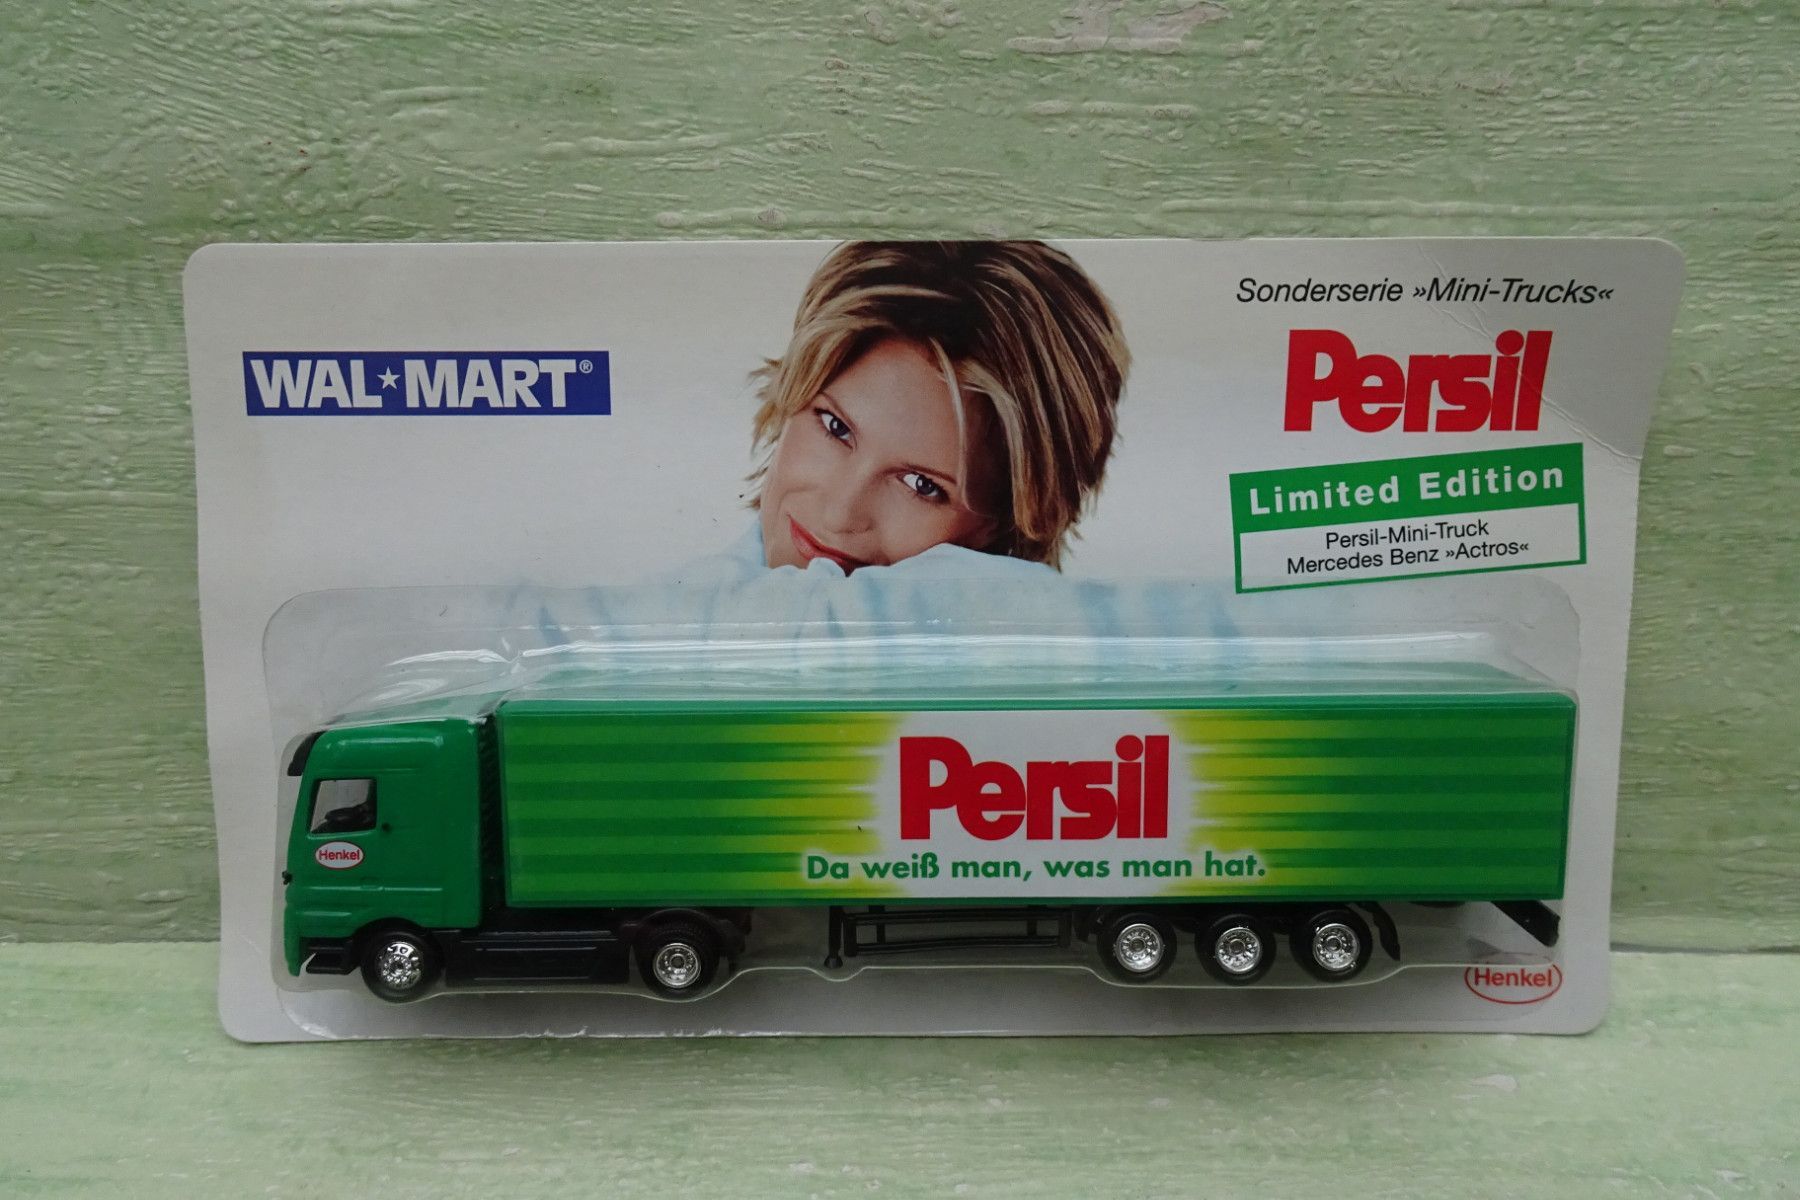 WAL★MART®
Sonderserie »Mini-Trucks«
Persil
Limited Edition
Persil-Mini-Truck
Mercedes Benz »Actros«
Persil
Da weiß man, was man hat.
Henkel
Henkel